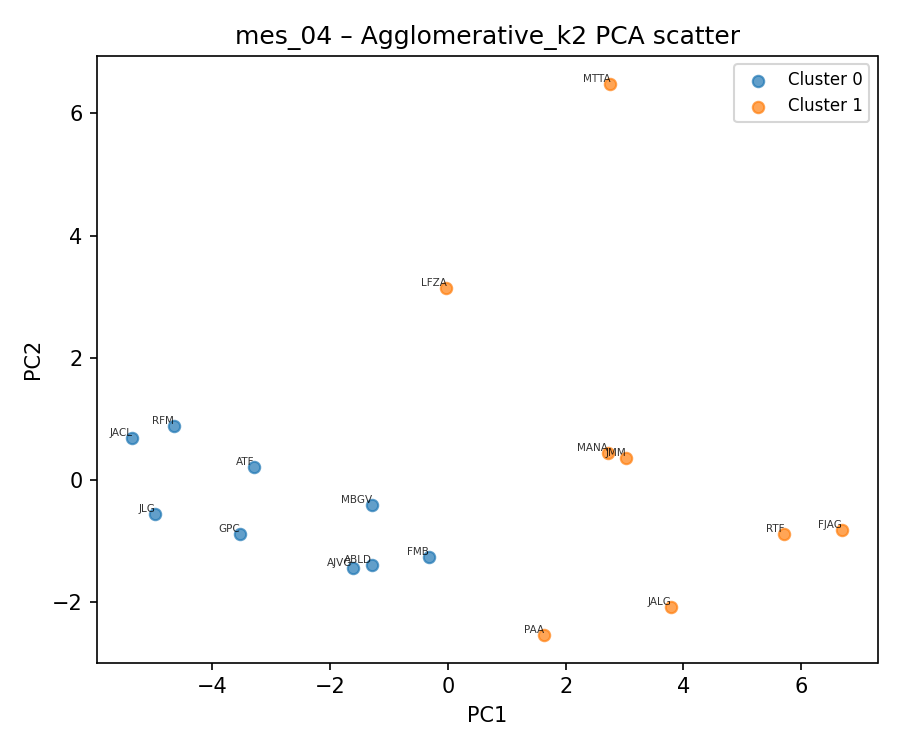 mes_04 – Agglomerative_k2 PCA scatter
Cluster 0
Cluster 1
MTTA
LFZA
RFM
JACL
ATF
MANA
JMM
MBGV
JLG
GPC
RTF
FJAG
FMB
AJVG
ABLD
JALG
PAA
6
4
2
0
−2
PC2
−4
−2
0
2
4
6
PC1